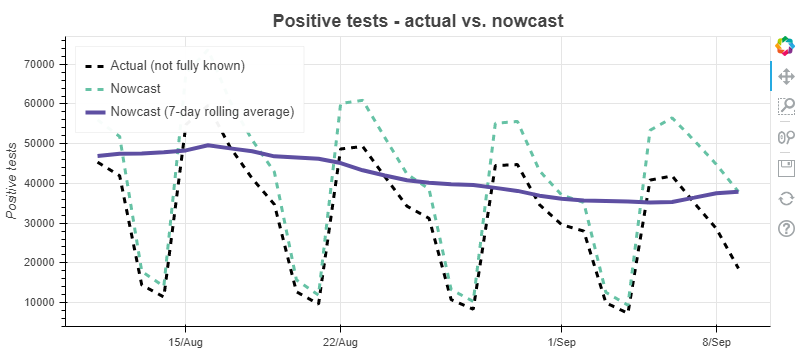 Positive tests - actual vs. nowcast
Actual (not fully known)
Nowcast
Nowcast (7-day rolling average)
Positive tests
70000
60000
50000
40000
30000
20000
10000
15/Aug
22/Aug
1/Sep
8/Sep